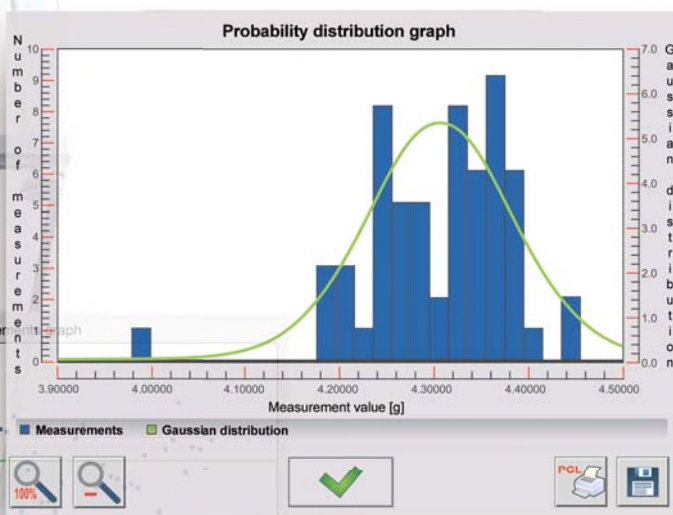 Probability distribution graph
Number of measurements
10
9
8
7
6
5
4
3
2
1
0
7.0
6.0
5.0
4.0
3.0
2.0
1.0
0.0
Gaussian distribution
3.90000 4.00000 4.10000 4.20000 4.30000 4.40000 4.50000
Measurement value [g]
Measurements Gaussian distribution
100%
PCL